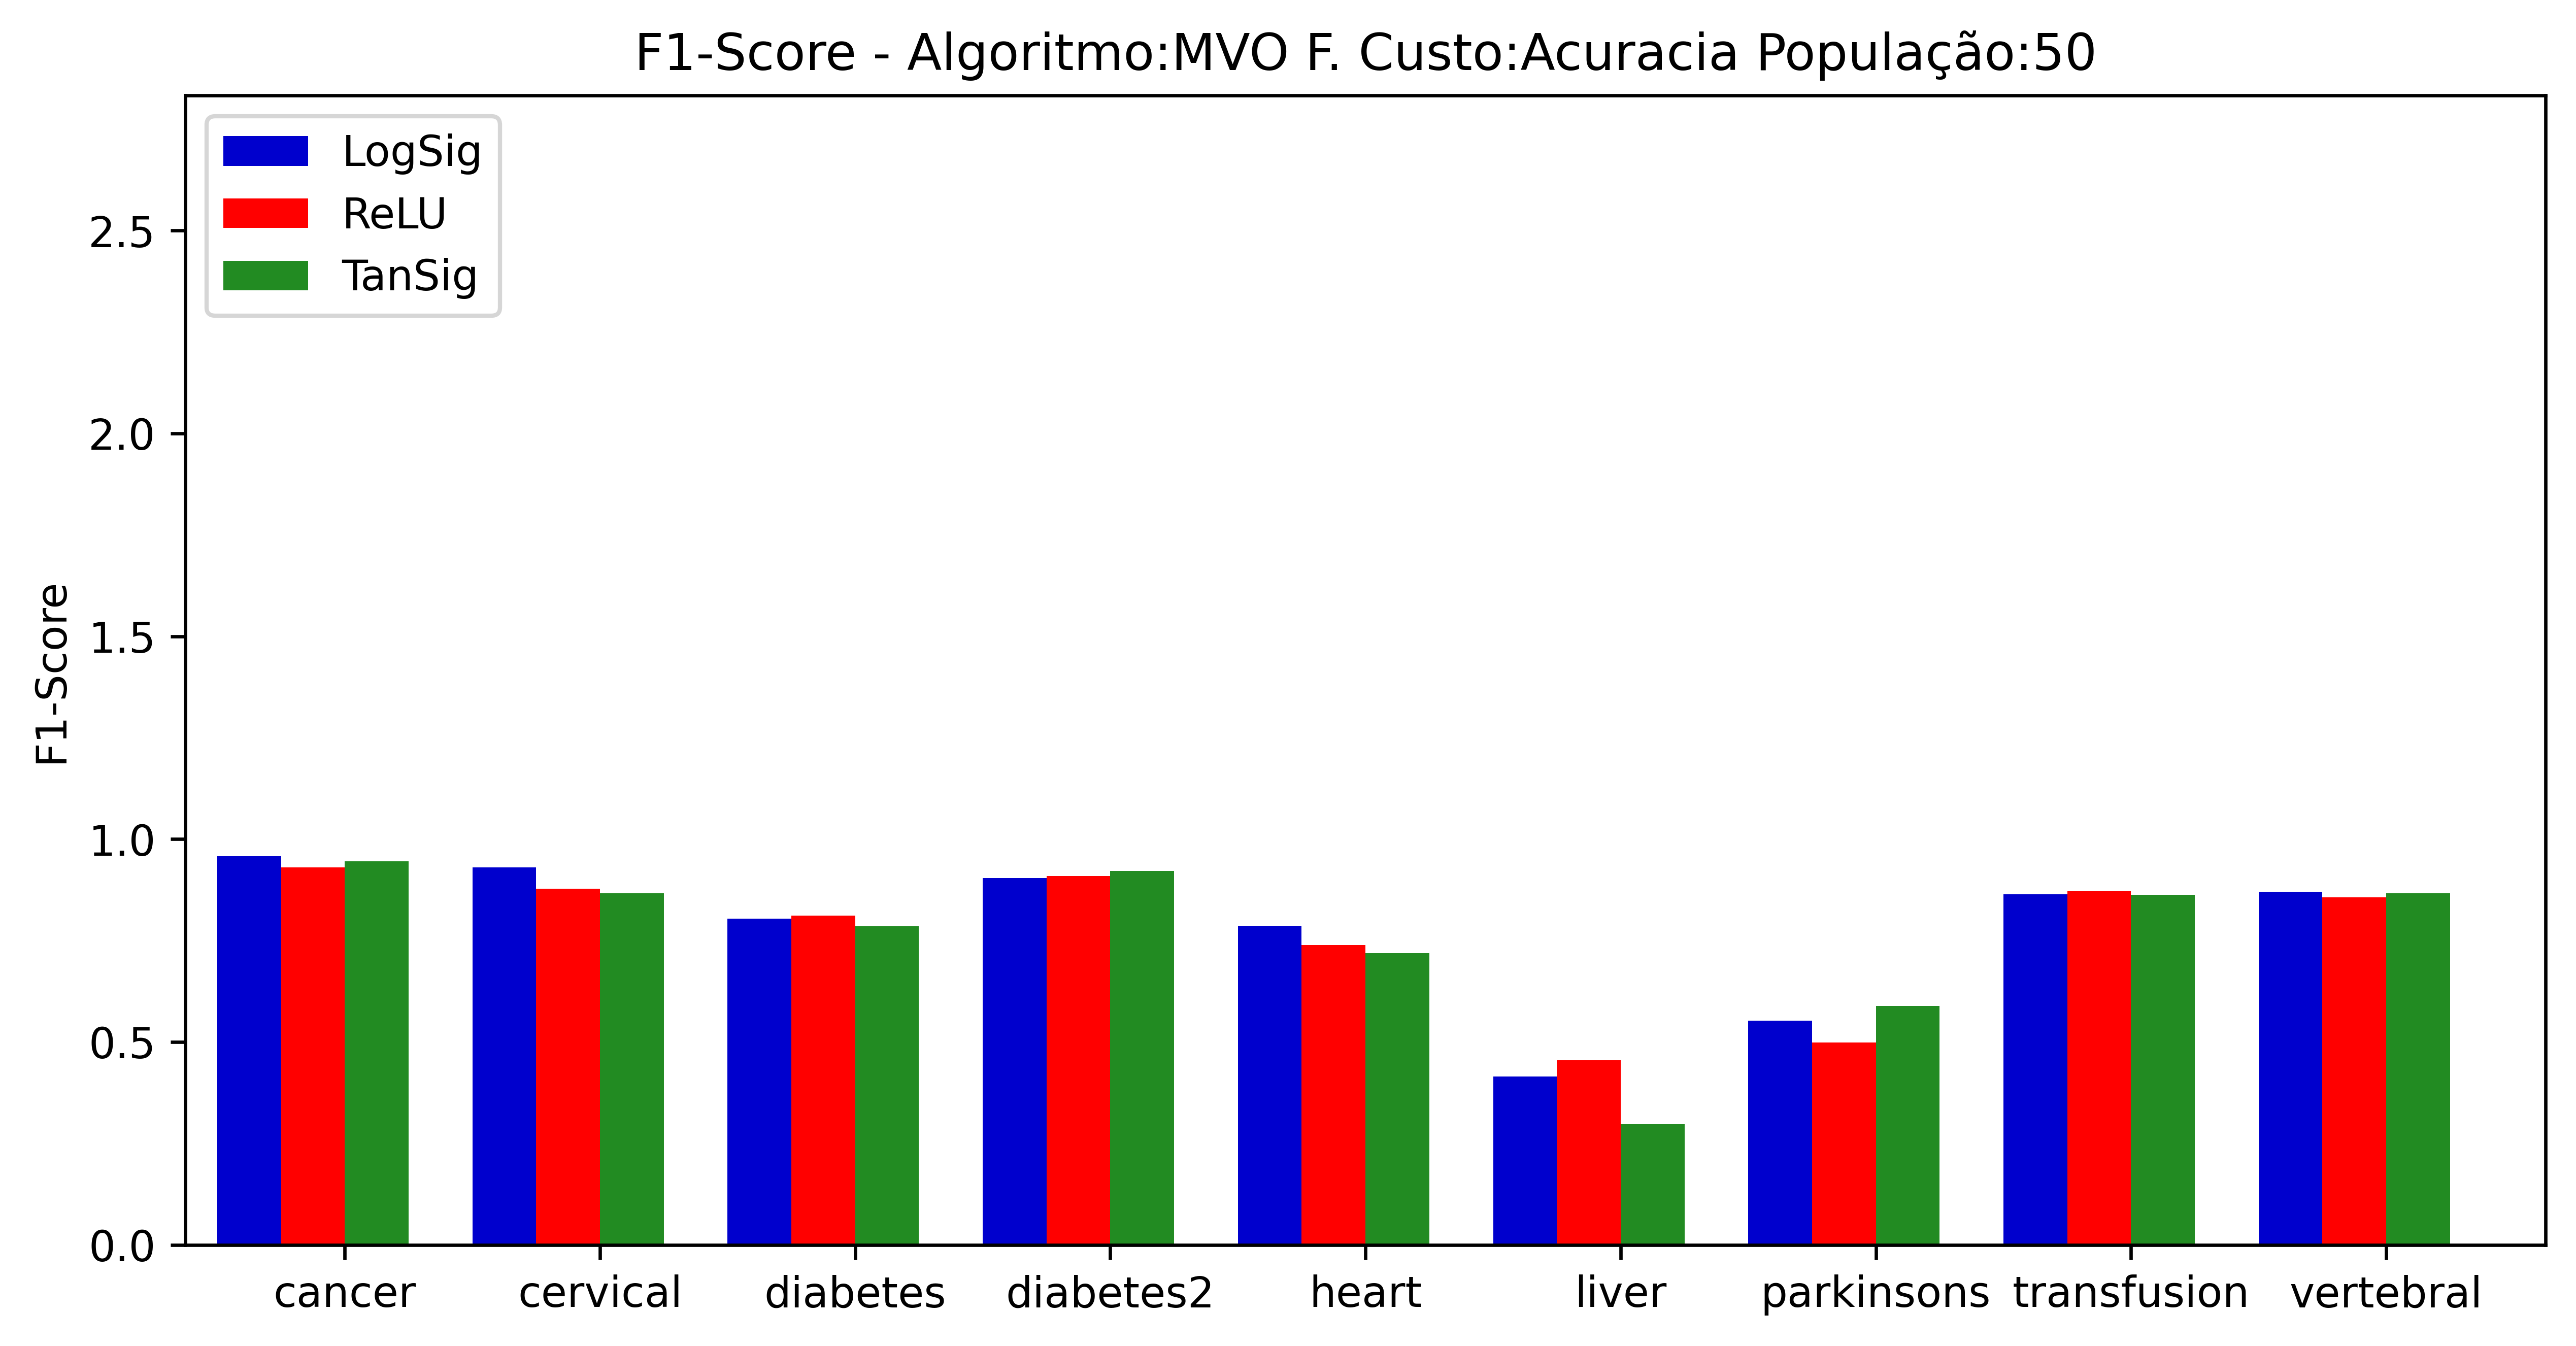 F1-Score - Algoritmo:MVO F. Custo:Acuracia População:50
LogSig
ReLU
TanSig
F1-Score
2.5
2.0
1.5
1.0
0.5
0.0
cancer cervical diabetes diabetes2 heart liver parkinsons transfusion vertebral